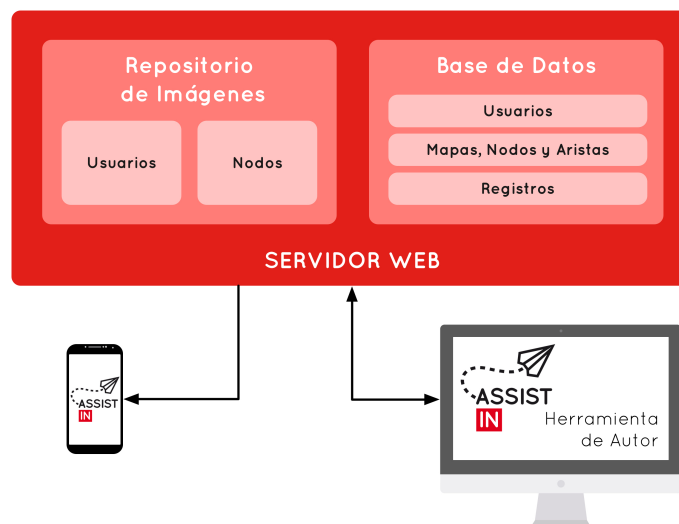 Repositorio
de Imágenes
Usuarios
Nodos
Base de Datos
Usuarios
Mapas, Nodos y Aristas
Registros
SERVIDOR WEB
ASSIST
IN
ASSIST
IN
Herramienta
de Autor